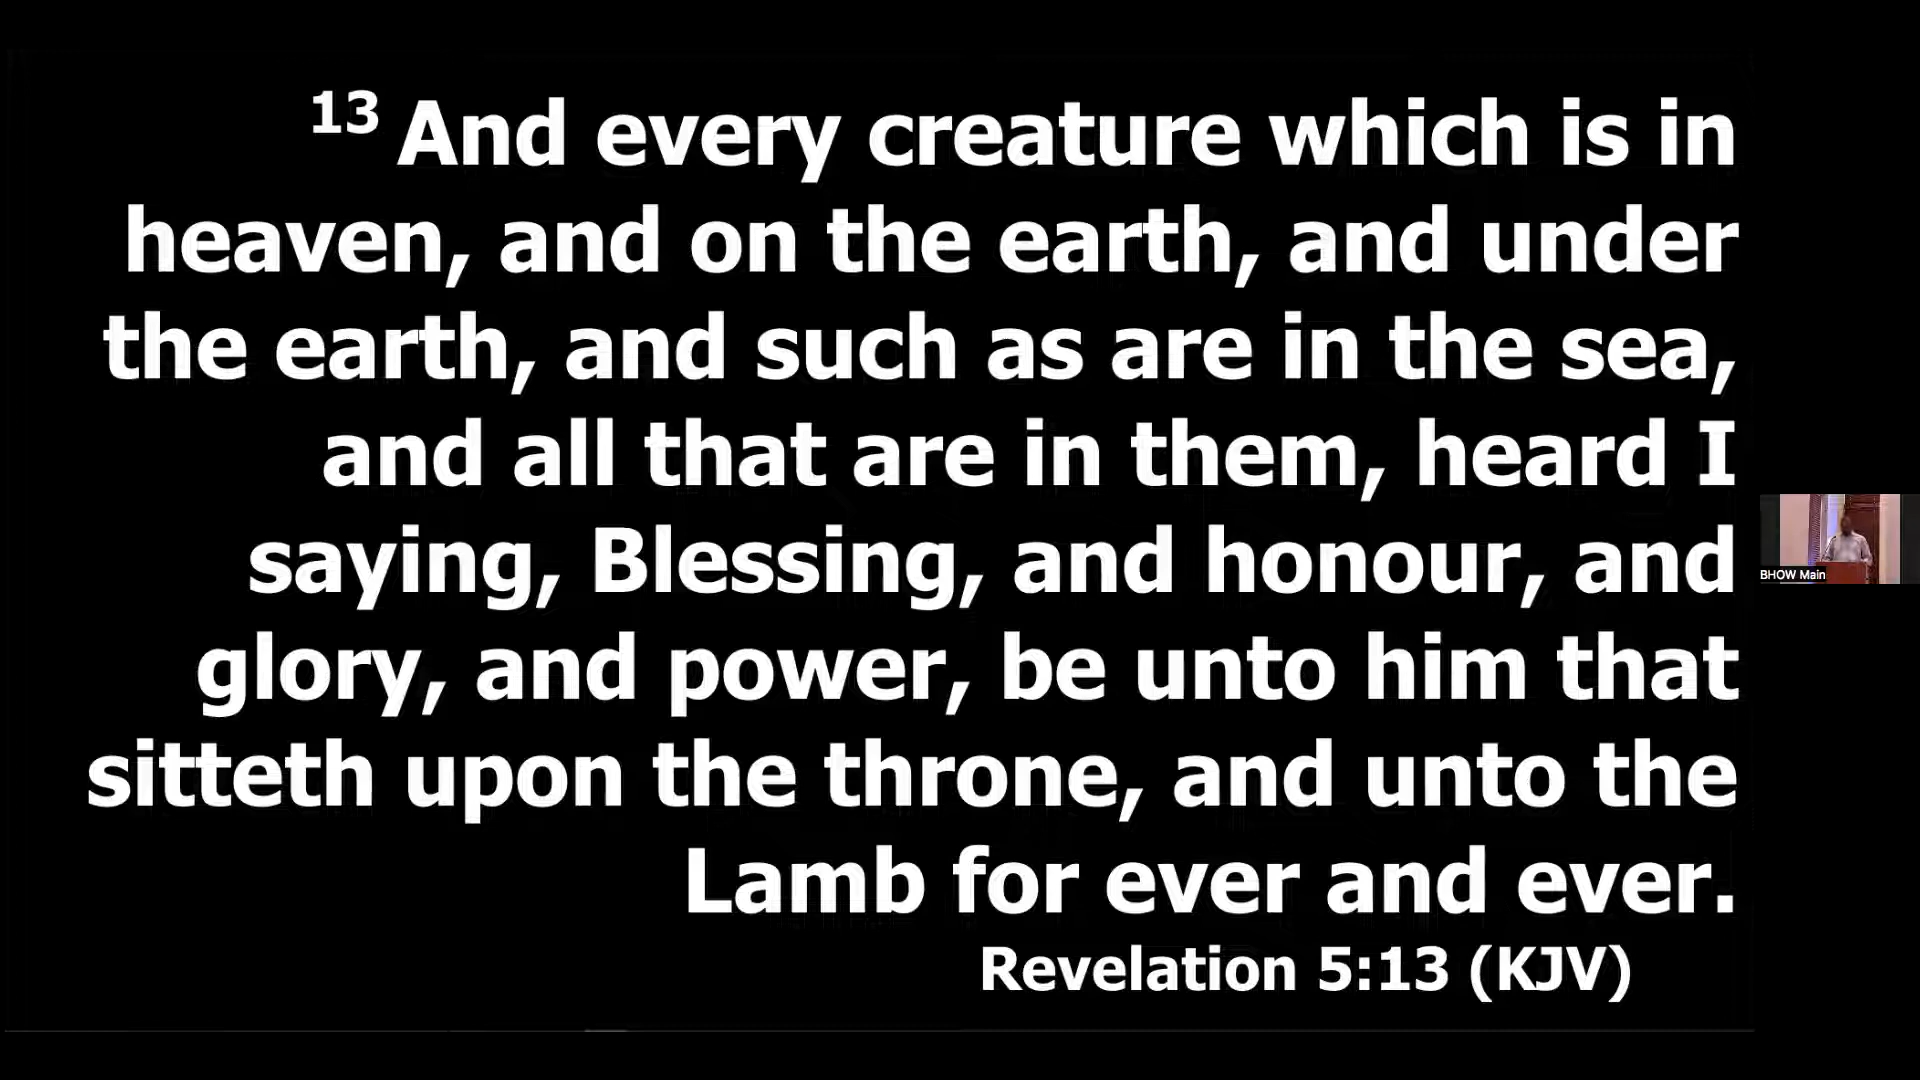 13 And every creature which is in
heaven, and on the earth, and under
the earth, and such as are in the sea,
and all that are in them, heard I
saying, Blessing, and honour, and
glory, and power, be unto him that
sitteth upon the throne, and unto the
Lamb for ever and ever.
Revelation 5:13 (KJV)
BHOW Main